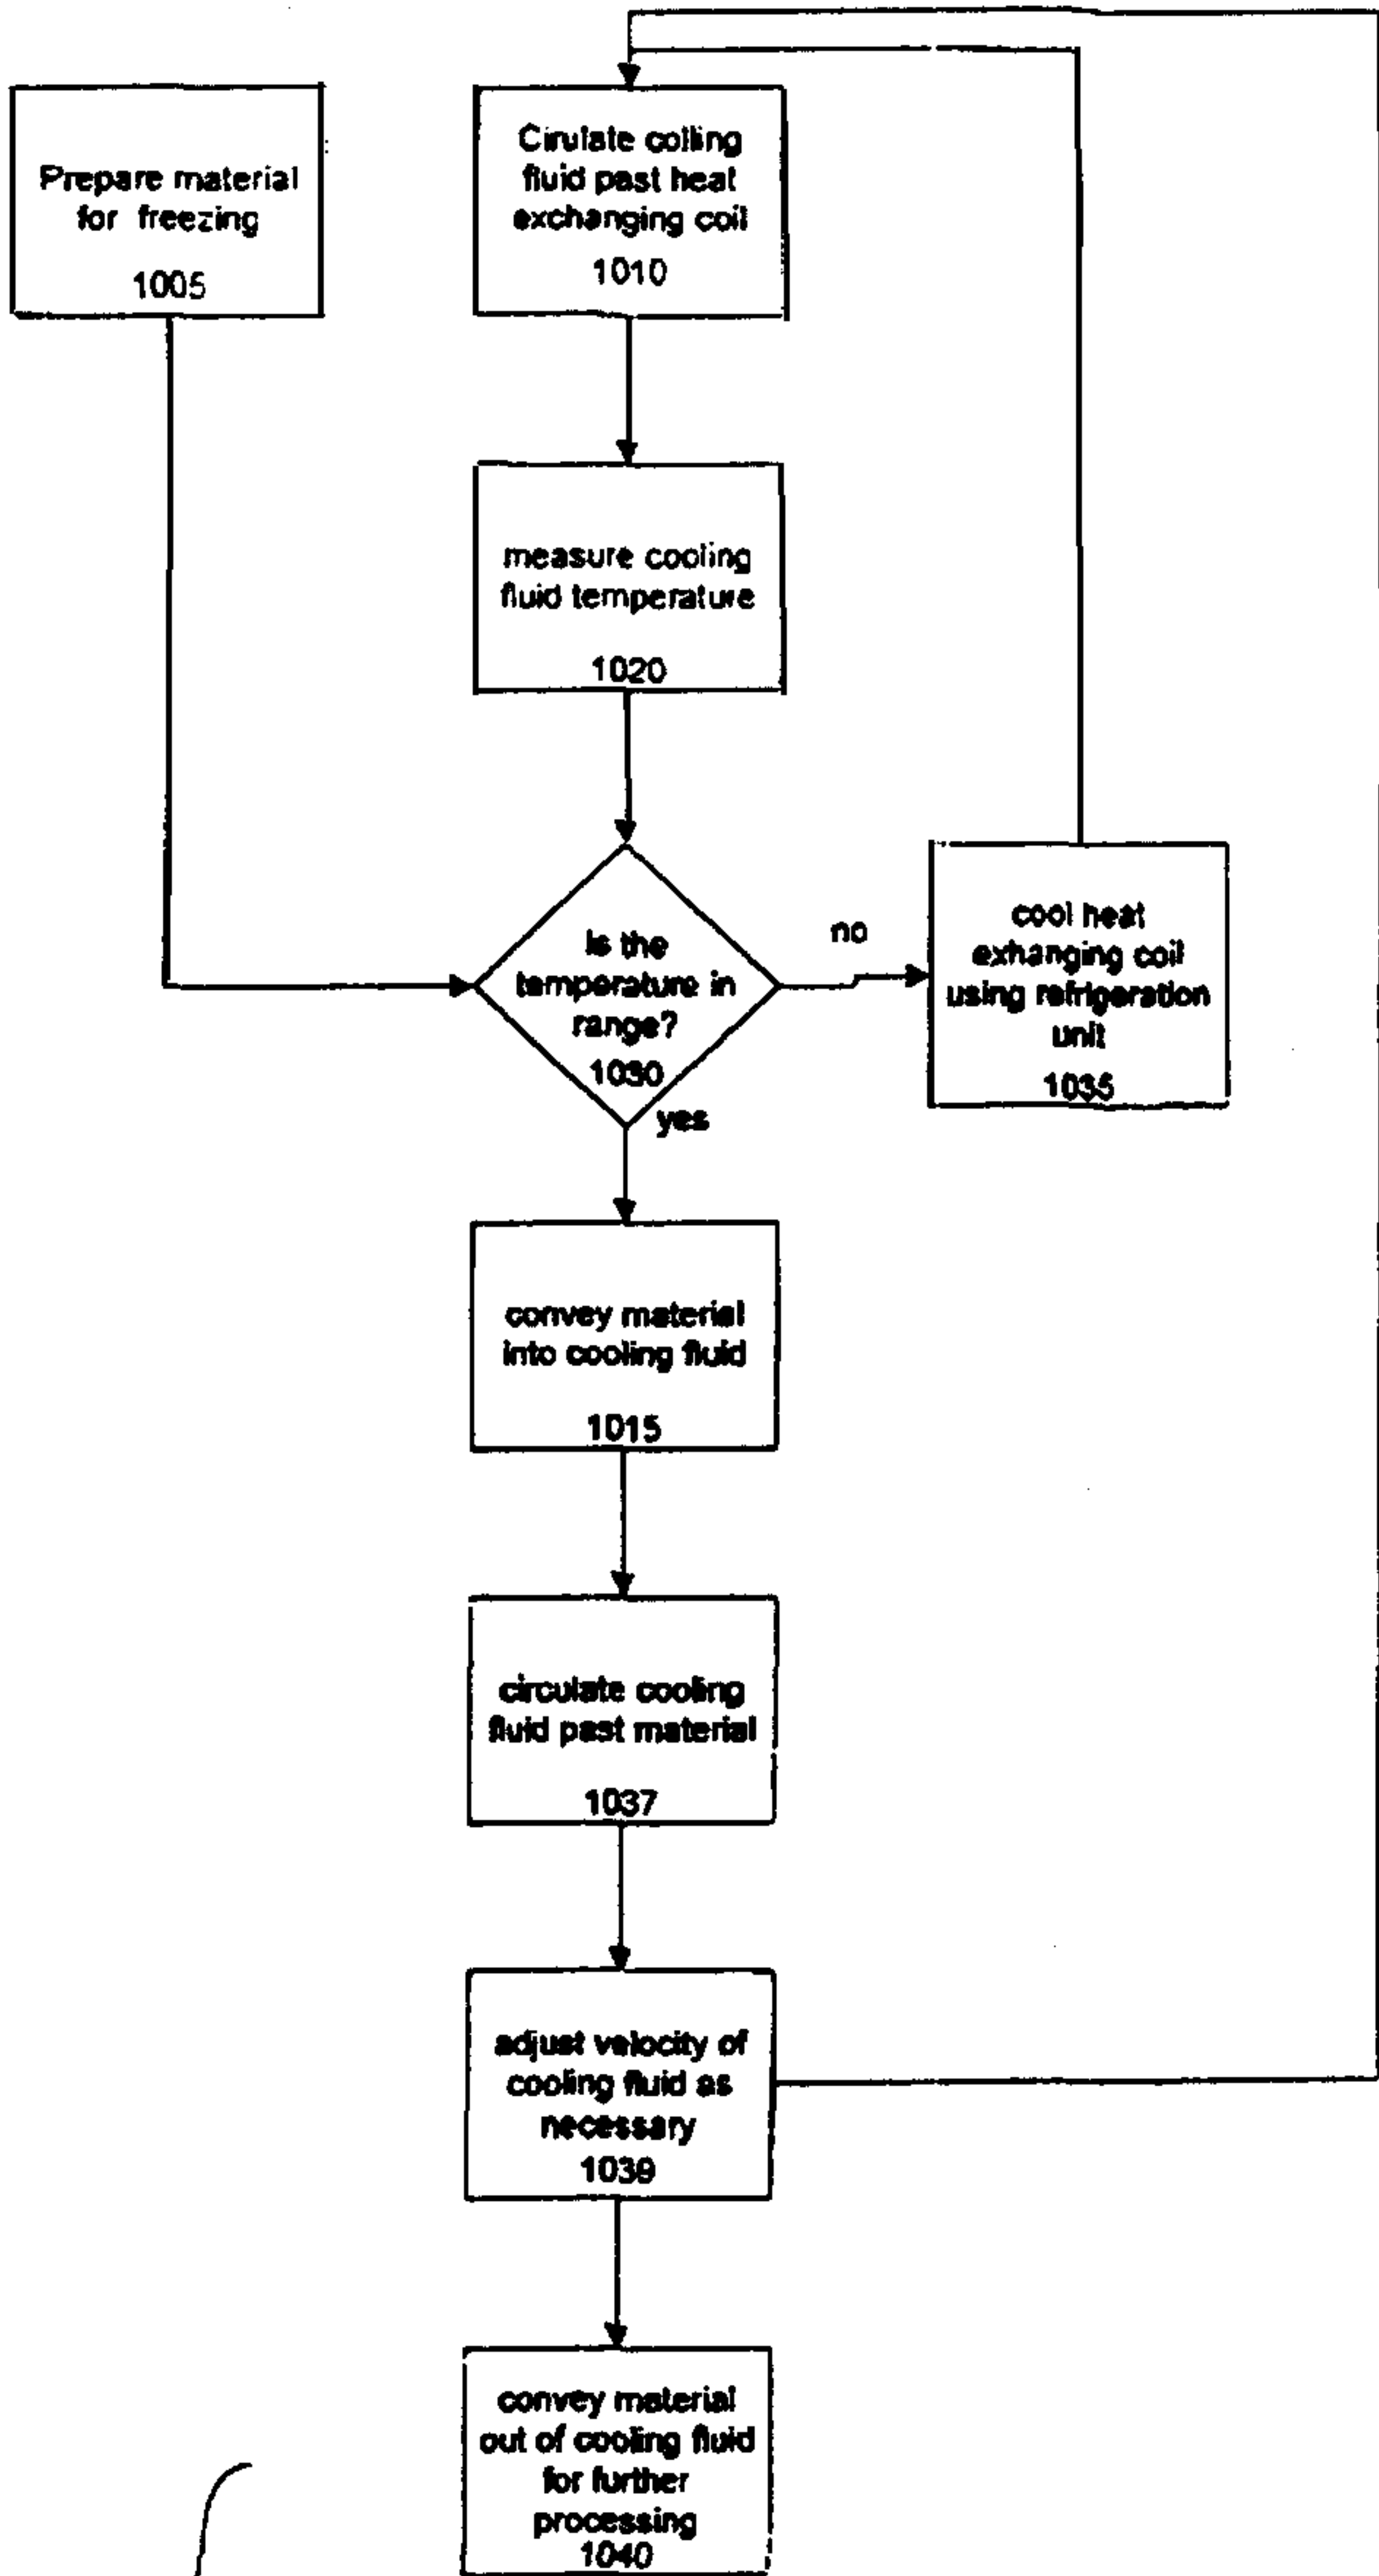 Prepare material
for freezing
1005
Cirulate colling
fluid past heat
exchanging coil
1010
measure cooling
fluid temperature
1020
Is the
temperature in
range?
1030
no
yes
cool heat
exhanging coil
using refrigeration
unit
1035
convey material
into cooling fluid
1015
circulate cooling
fluid past material
1037
adjust velocity of
cooling fluid as
necessary
1039
convey material
out of cooling fluid
for further
processing
1040